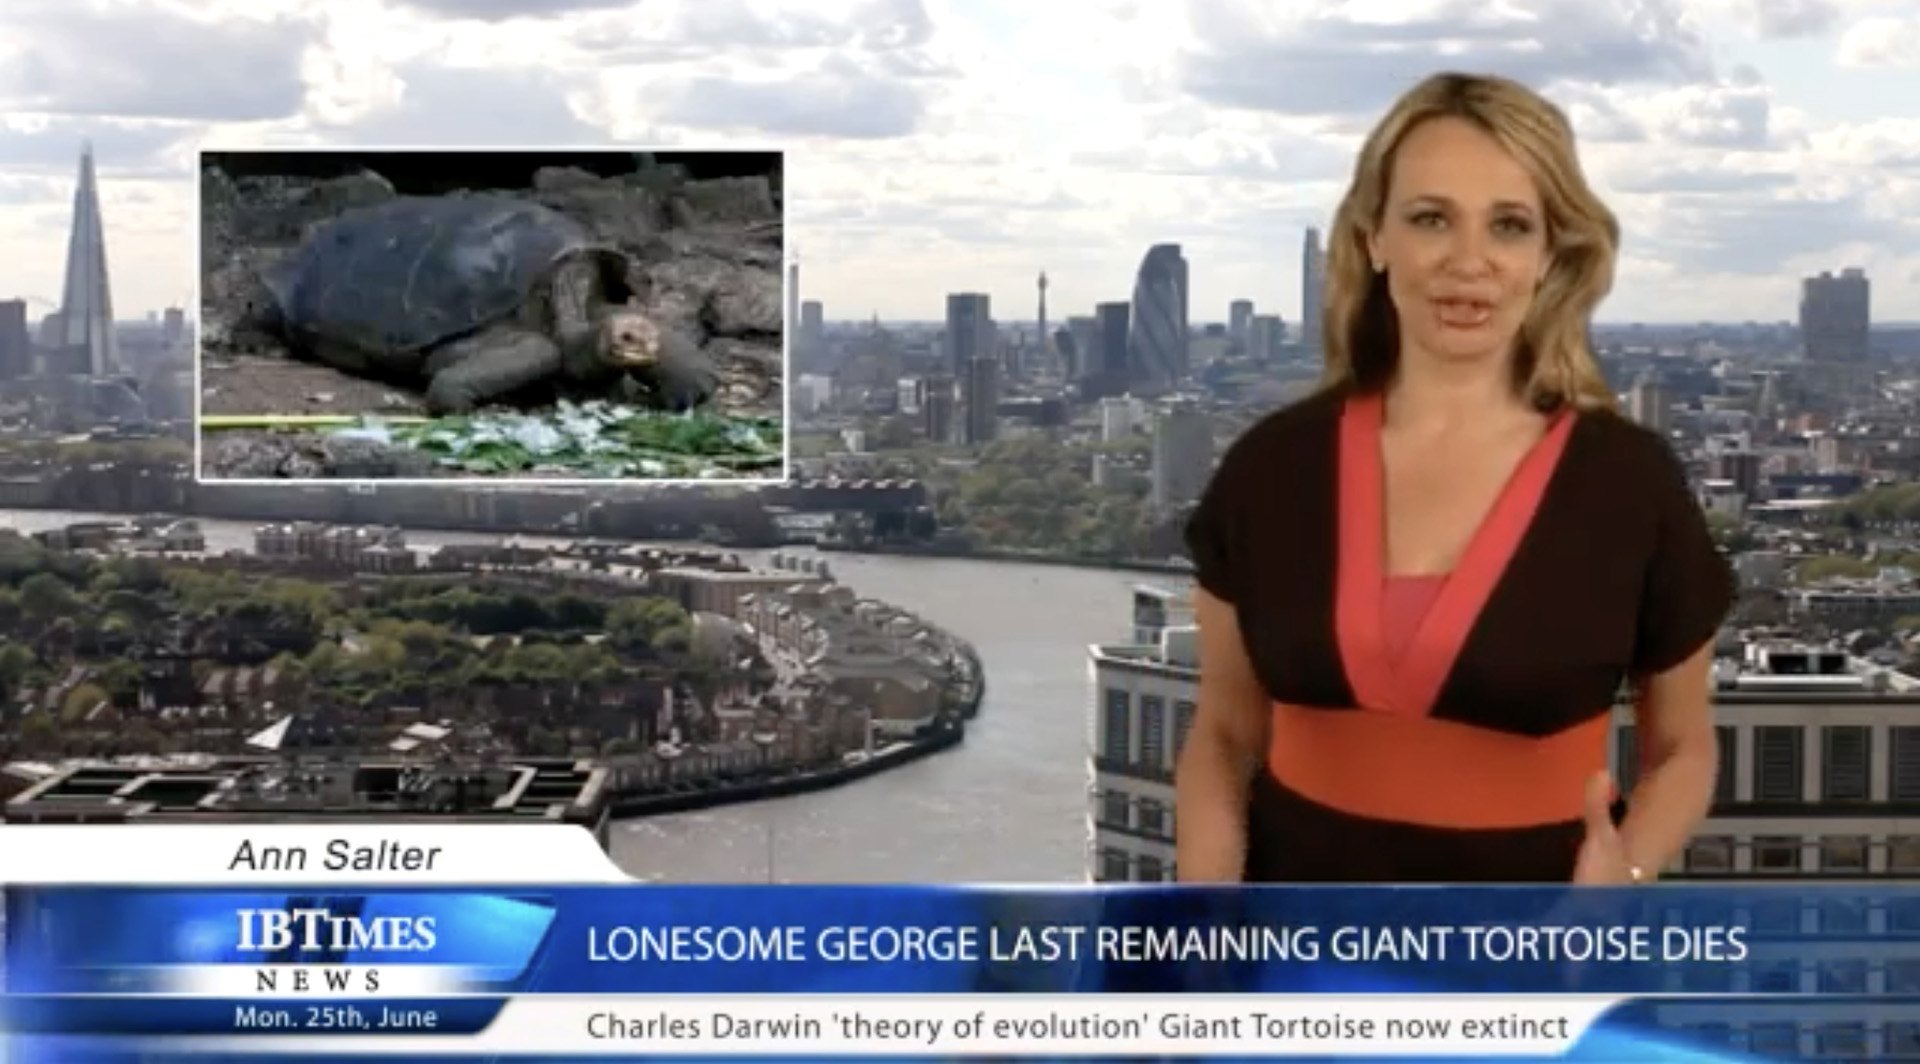 Ann Salter
IBTIMES
NEWS
Mon. 25th, June
LONESOME GEORGE LAST REMAINING GIANT TORTOISE DIES
Charles Darwin 'theory of evolution' Giant Tortoise now extinct